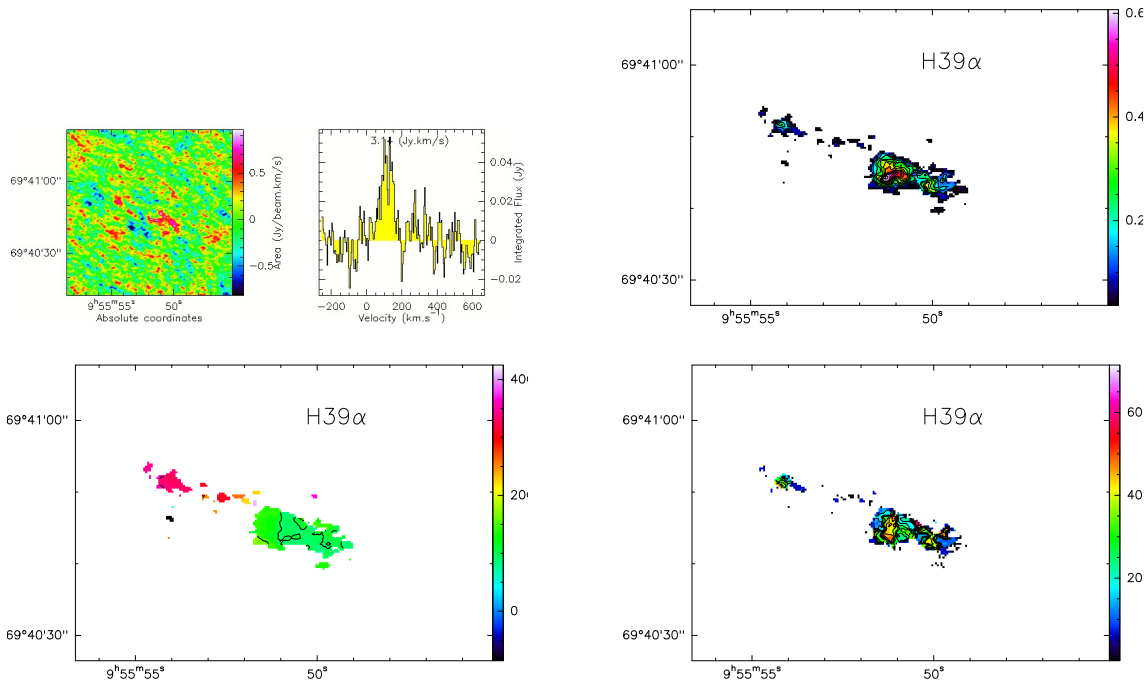 69°41'00"
69°40'30"
0.5
0
−0.5
Area (Jy/beam.km/s)
9ʰ55ᵐ55ˢ 50ˢ
Absolute coordinates
(Jy.km/s)
0.04
0.02
0
−0.02
Integrated Flux (Jy)
−200 0 200 400 600
Velocity (km.s⁻¹)
H39α
69°41'00"
69°40'30"
9ʰ55ᵐ55ˢ 50ˢ
0.6
0.4
0.2
H39α
69°41'00"
69°40'30"
9ʰ55ᵐ55ˢ 50ˢ
0
H39α
69°41'00"
69°40'30"
9ʰ55ᵐ55ˢ 50ˢ
60
40
20